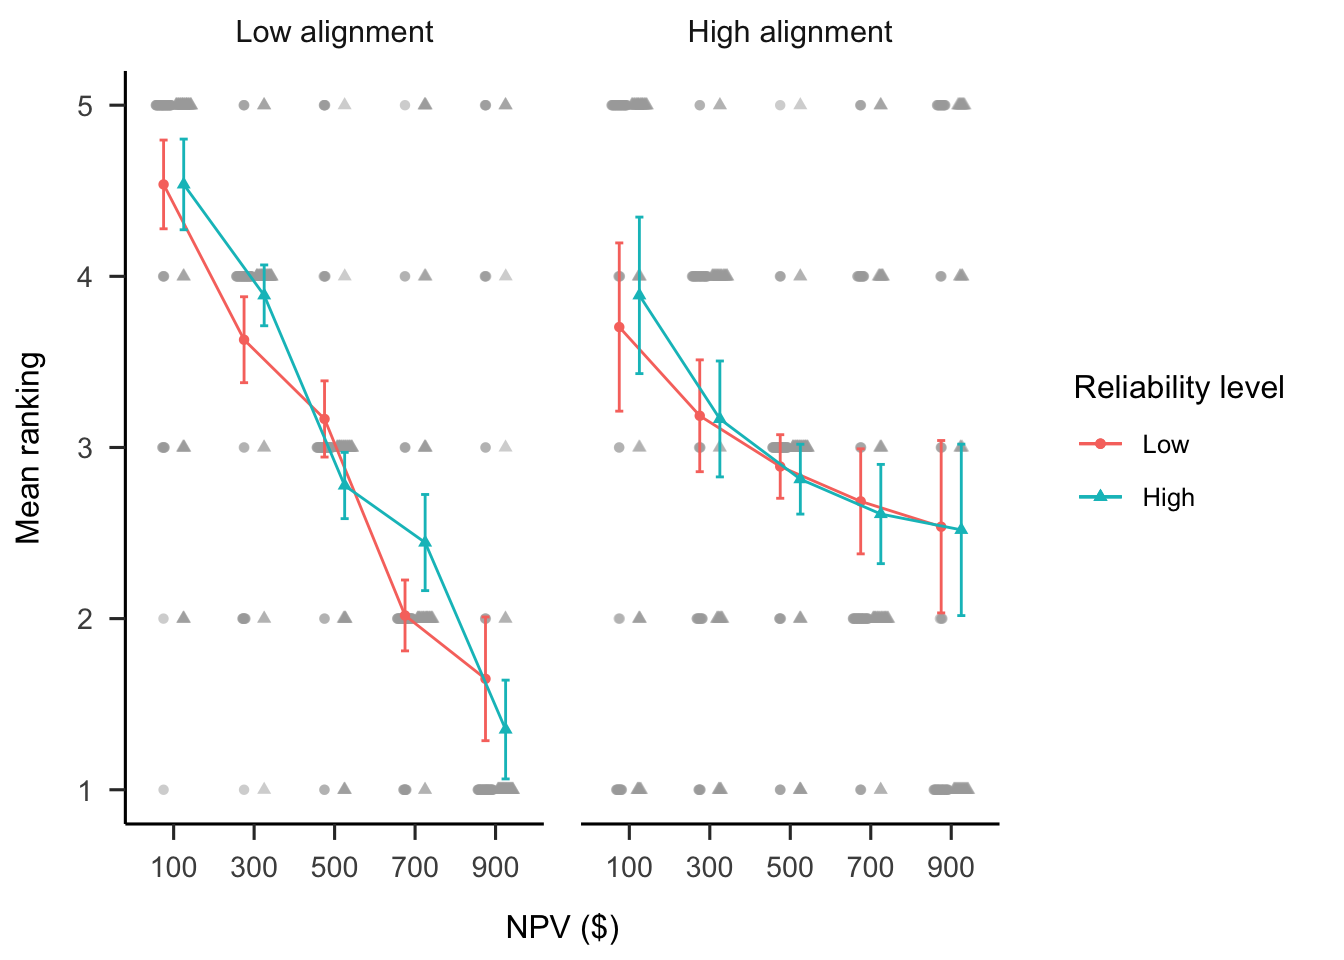 Low alignment
High alignment
5
4
3
2
1
Mean ranking
100 300 500 700 900
100 300 500 700 900
NPV ($)
Reliability level
Low
High